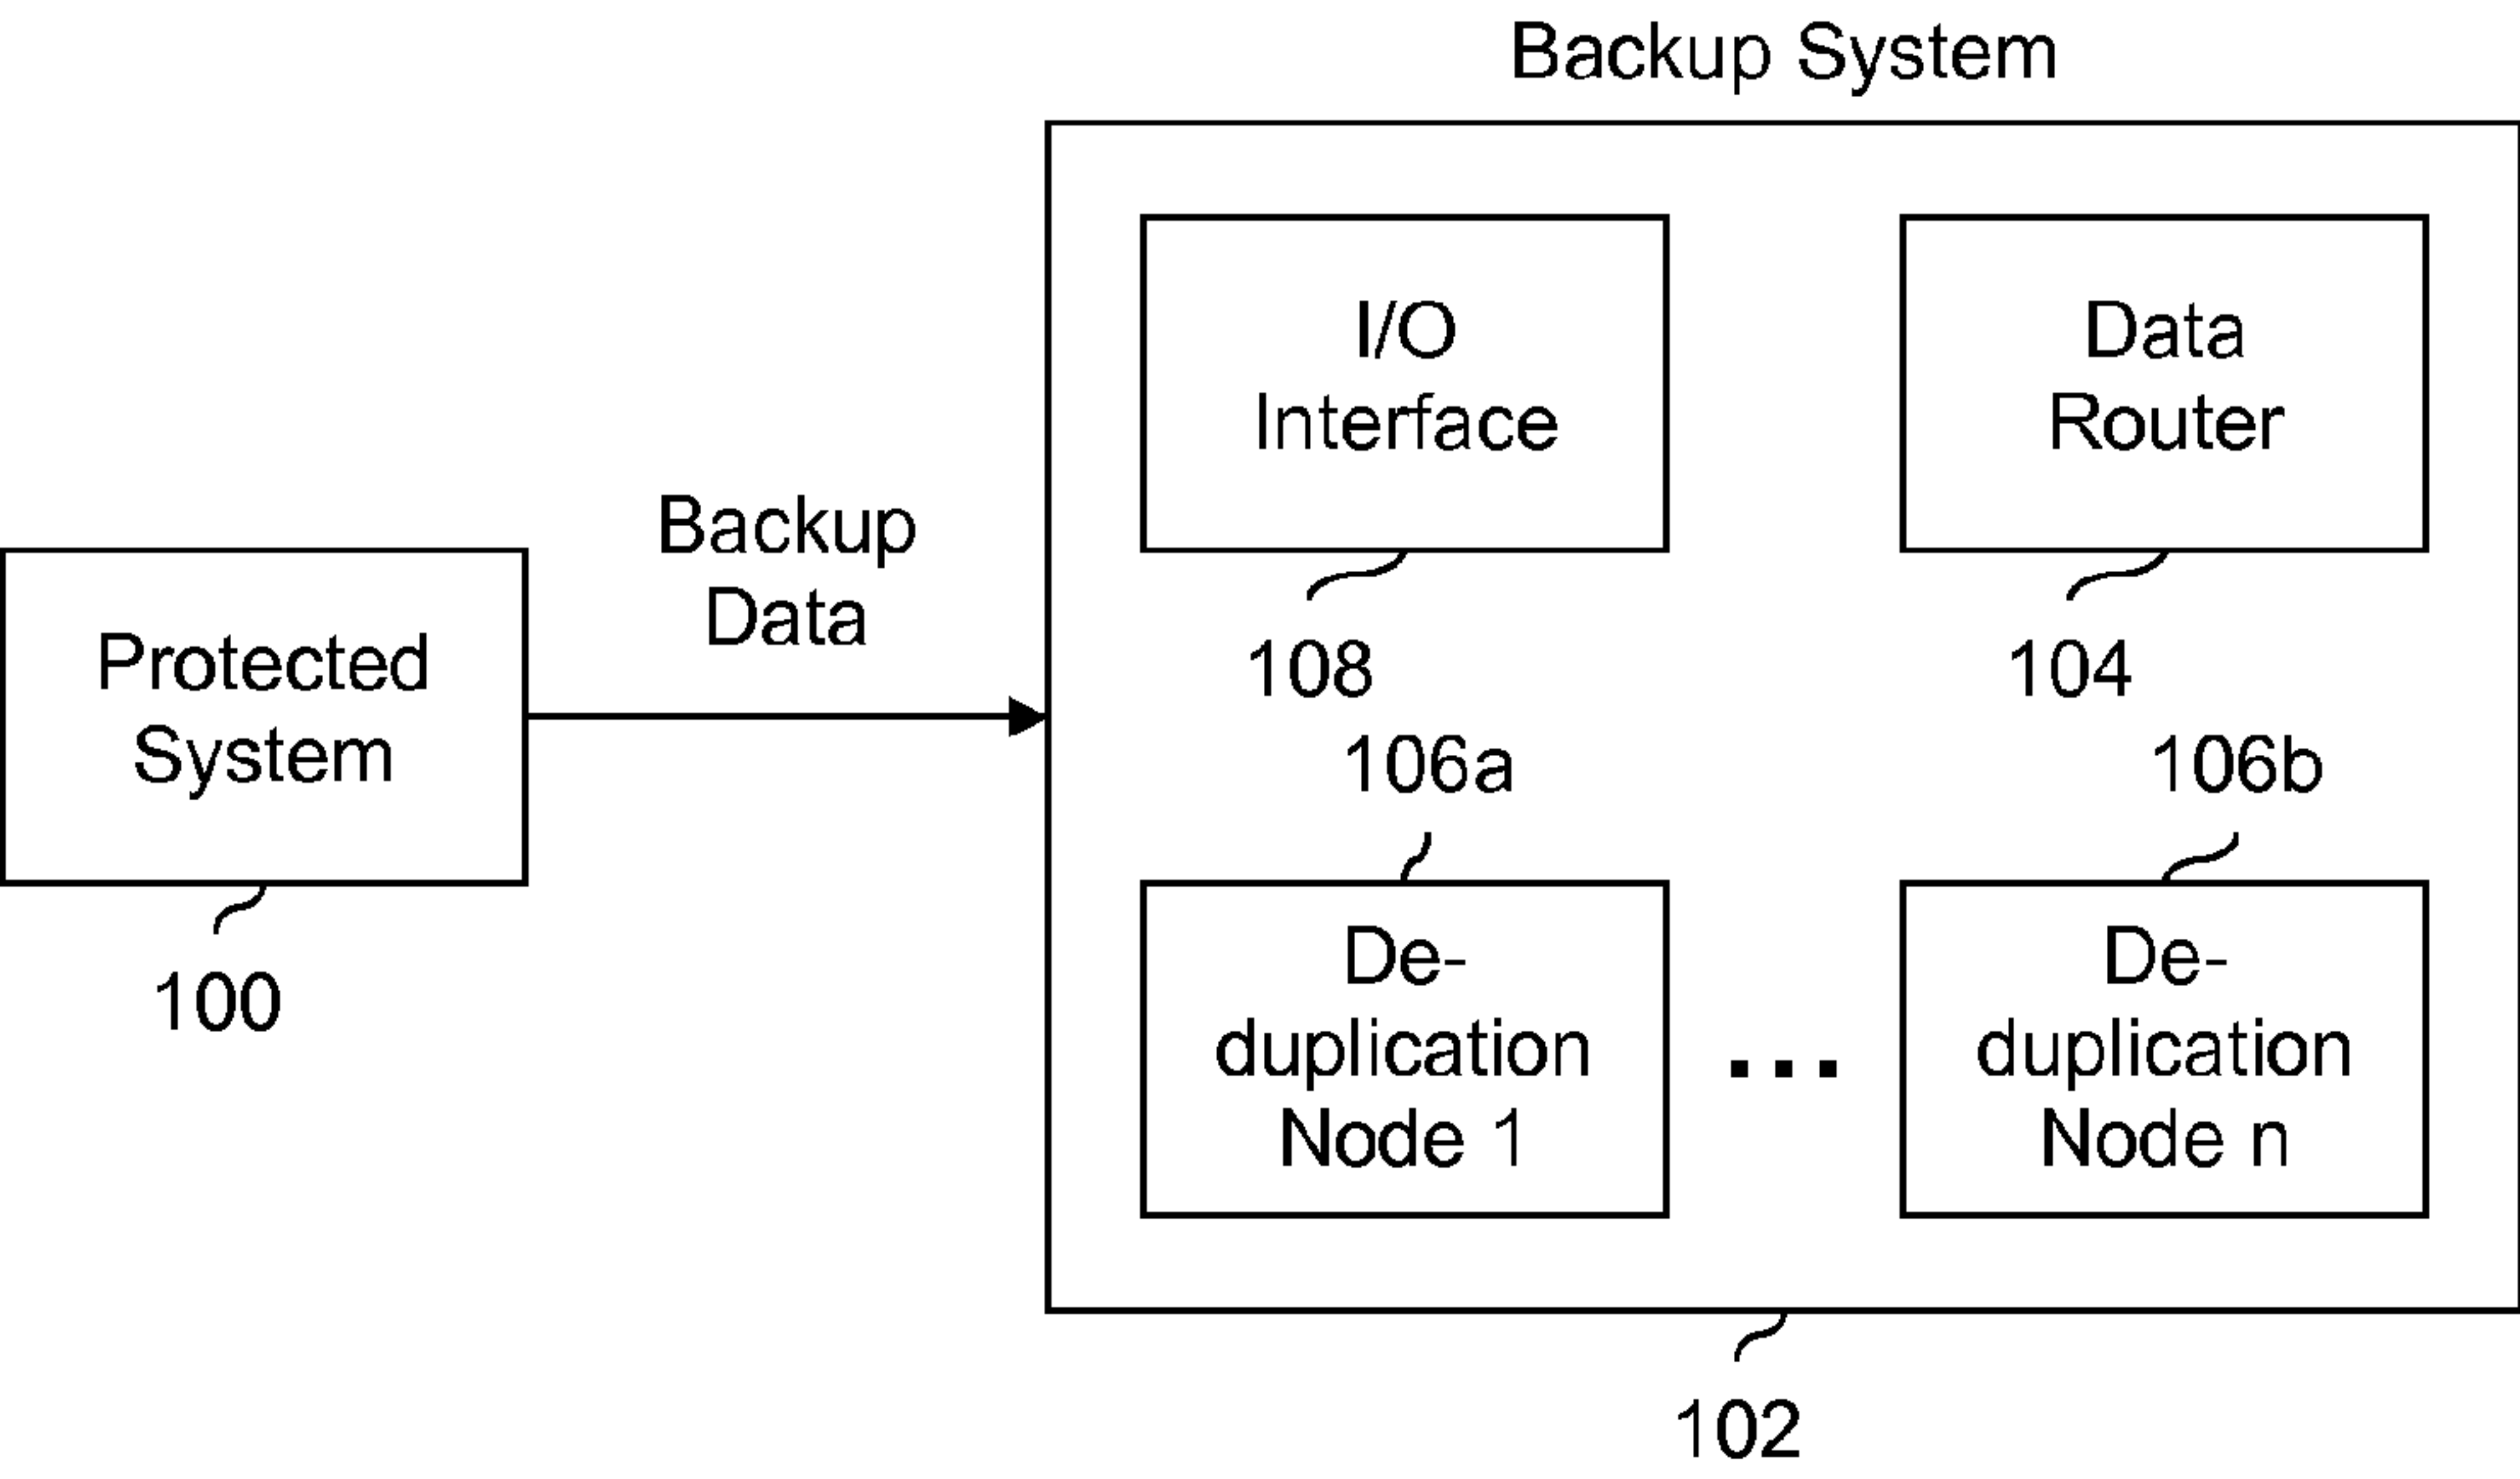 Backup System
I/O
Interface
108
Data
Router
104
Backup
Data
Protected
System
100
106a
De-
duplication
Node 1
...
106b
De-
duplication
Node n
102